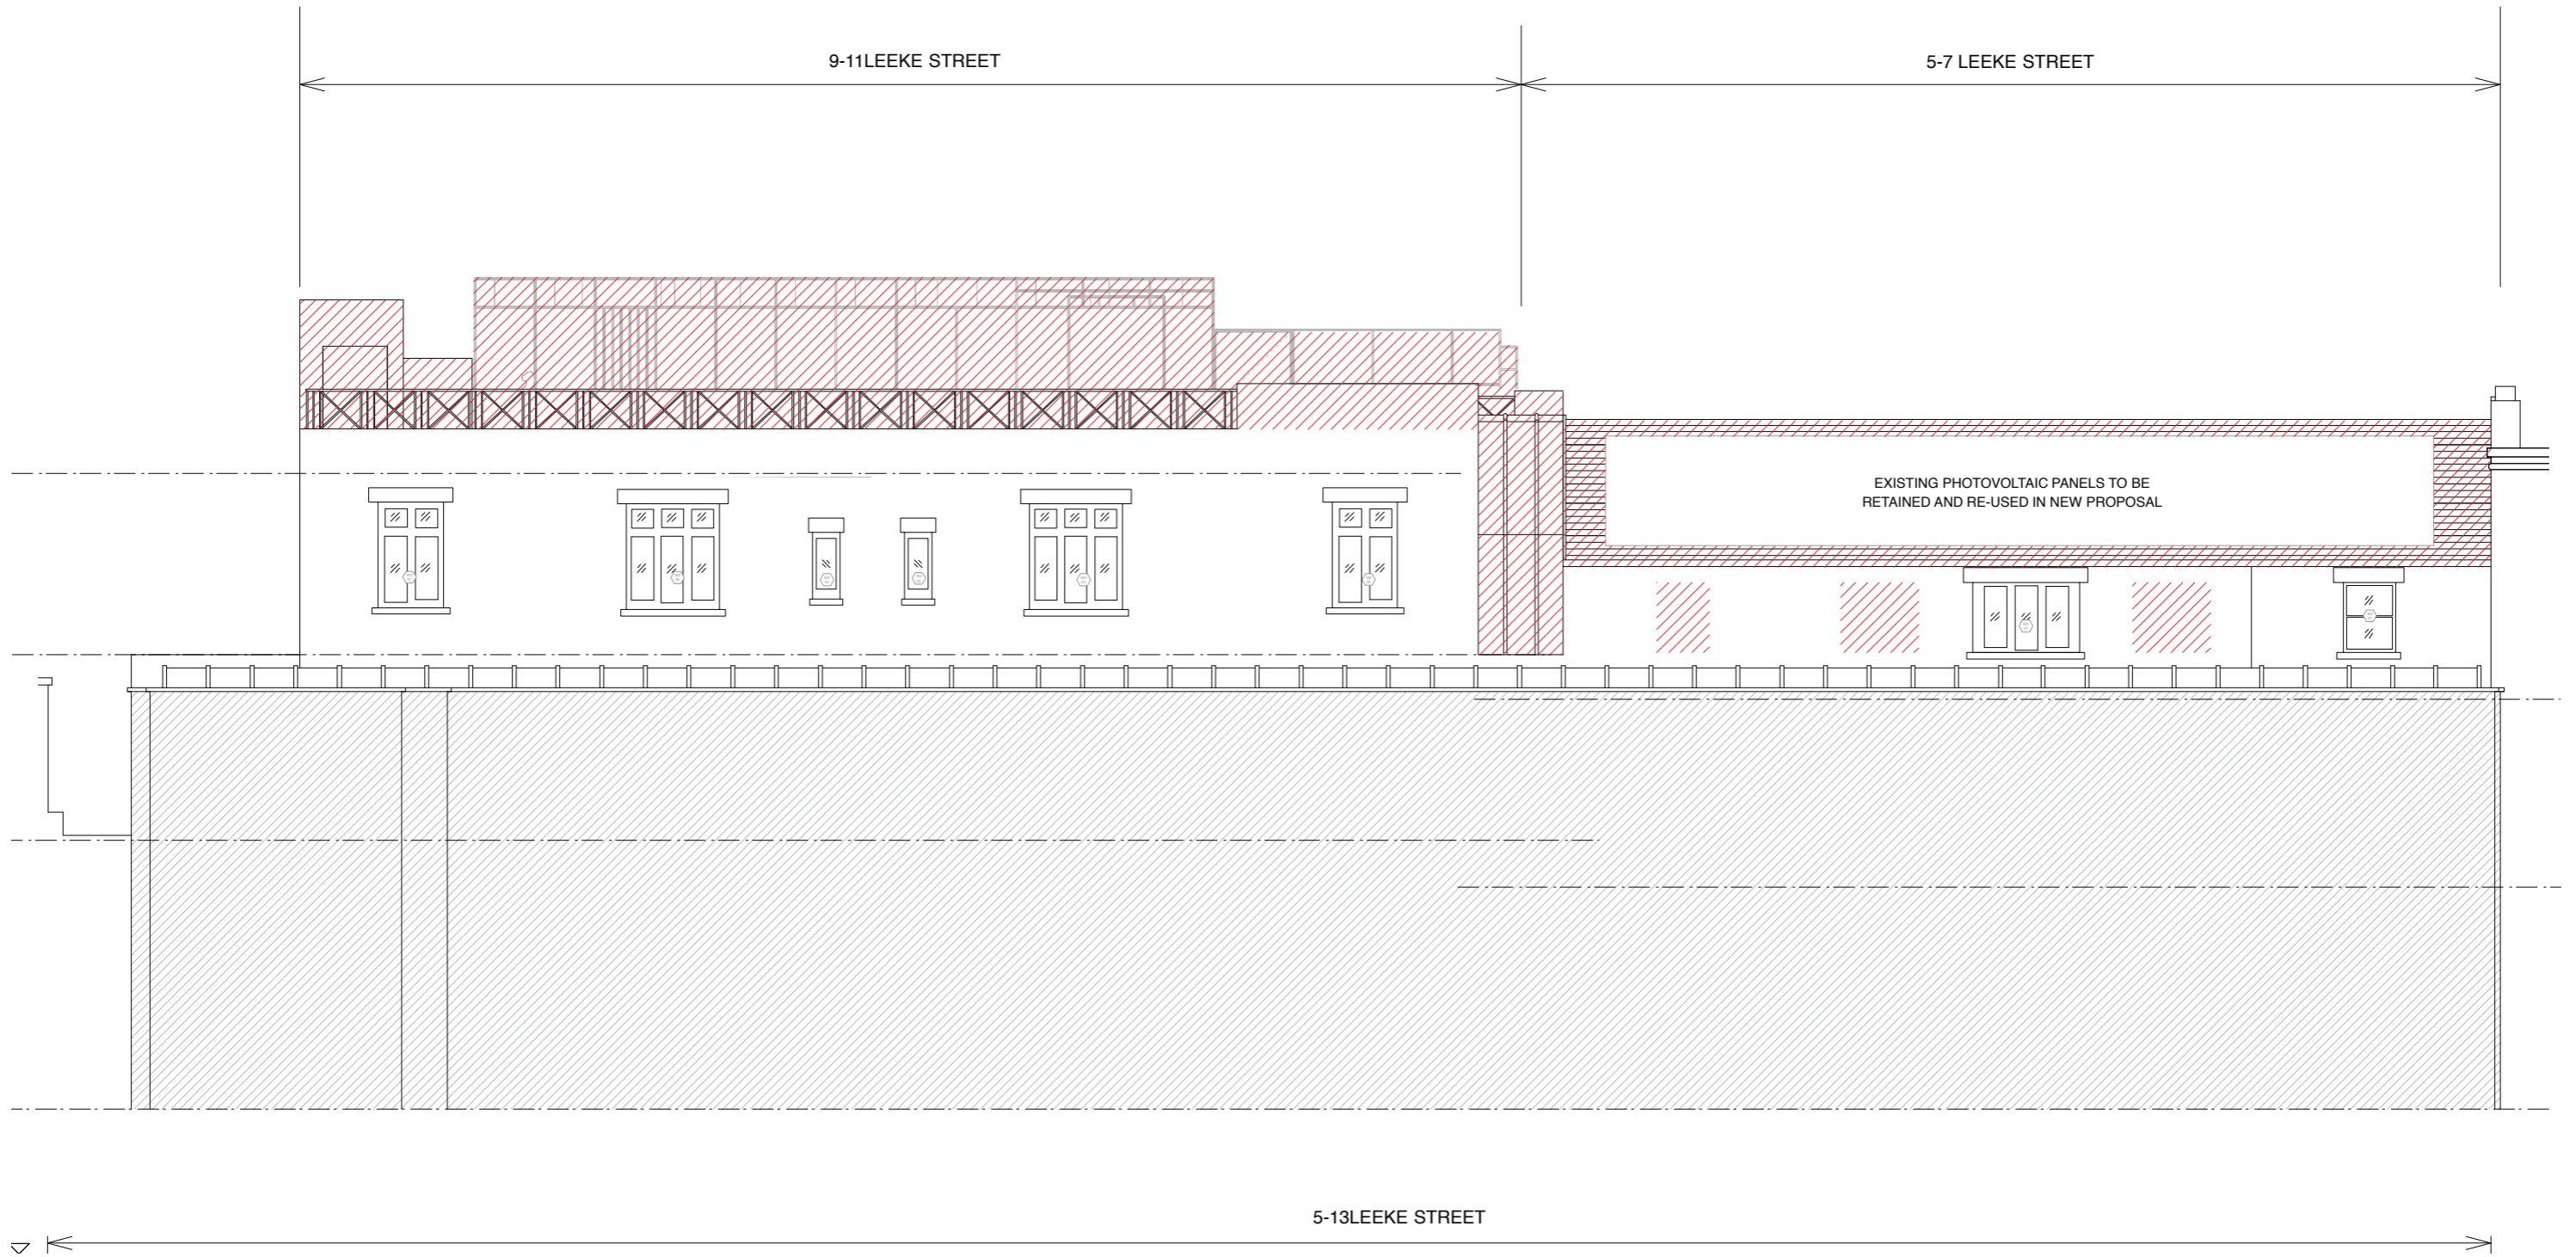 9-11LEEKE STREET
5-7 LEEKE STREET
EXISTING PHOTOVOLTAIC PANELS TO BE
RETAINED AND RE-USED IN NEW PROPOSAL
5-13LEEKE STREET